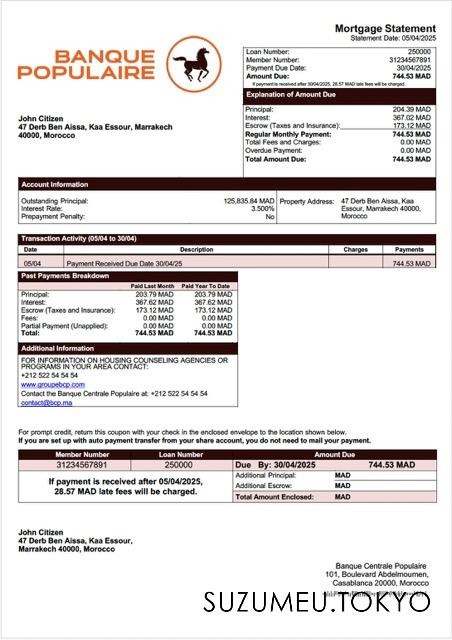 Mortgage Statement
Statement Date: 05/04/2025
BANQUE
POPULAIRE
Loan Number: 250000
Member Number: 31234567891
Payment Due Date: 30/04/2025
Amount Due: 744.53 MAD
If payment is received after 30/04/2025, 28.57 MAD late fees will be charged.
Explanation of Amount Due
Principal: 204.39 MAD
Interest: 367.02 MAD
Escrow (Taxes and Insurance): 173.12 MAD
Regular Monthly Payment: 744.53 MAD
Total Fees and Charges: 0.00 MAD
Overdue Payment: 0.00 MAD
Total Amount Due: 744.53 MAD
John Citizen
47 Derb Ben Aissa, Kaa Essour, Marrakech
40000, Morocco
Account Information
Outstanding Principal: 125,835.84 MAD
Interest Rate: 3.500%
Prepayment Penalty: No
Property Address: 47 Derb Ben Aissa, Kaa
Essour, Marrakech 40000,
Morocco
Transaction Activity (05/04 to 30/04)
Date Description Charges Payments
05/04 Payment Received Due Date 30/04/25 744.53 MAD
Past Payments Breakdown
Paid Last Month Paid Year To Date
Principal: 203.79 MAD 203.79 MAD
Interest: 367.62 MAD 367.62 MAD
Escrow (Taxes and Insurance): 173.12 MAD 173.12 MAD
Fees: 0.00 MAD 0.00 MAD
Partial Payment (Unapplied): 0.00 MAD 0.00 MAD
Total: 744.53 MAD 744.53 MAD
Additional Information
FOR INFORMATION ON HOUSING COUNSELING AGENCIES OR
PROGRAMS IN YOUR AREA CONTACT:
+212 522 54 54 54
www.groupebcp.com
Contact the Banque Centrale Populaire at: +212 522 54 54 54
contact@bcp.ma
For prompt credit, return this coupon with your check in the enclosed envelope to the location shown below.
If you are set up with auto payment transfer from your share account, you do not need to mail your payment.
Member Number Loan Number Amount Due
31234567891 250000 Due By: 30/04/2025 744.53 MAD
If payment is received after 05/04/2025,
28.57 MAD late fees will be charged.
Additional Principal: MAD
Additional Escrow: MAD
Total Amount Enclosed: MAD
John Citizen
47 Derb Ben Aissa, Kaa Essour,
Marrakech 40000, Morocco
Banque Centrale Populaire
101, Boulevard Abdelmoumen,
Casablanca 20000, Morocco
SUZUMEU.TOKYO